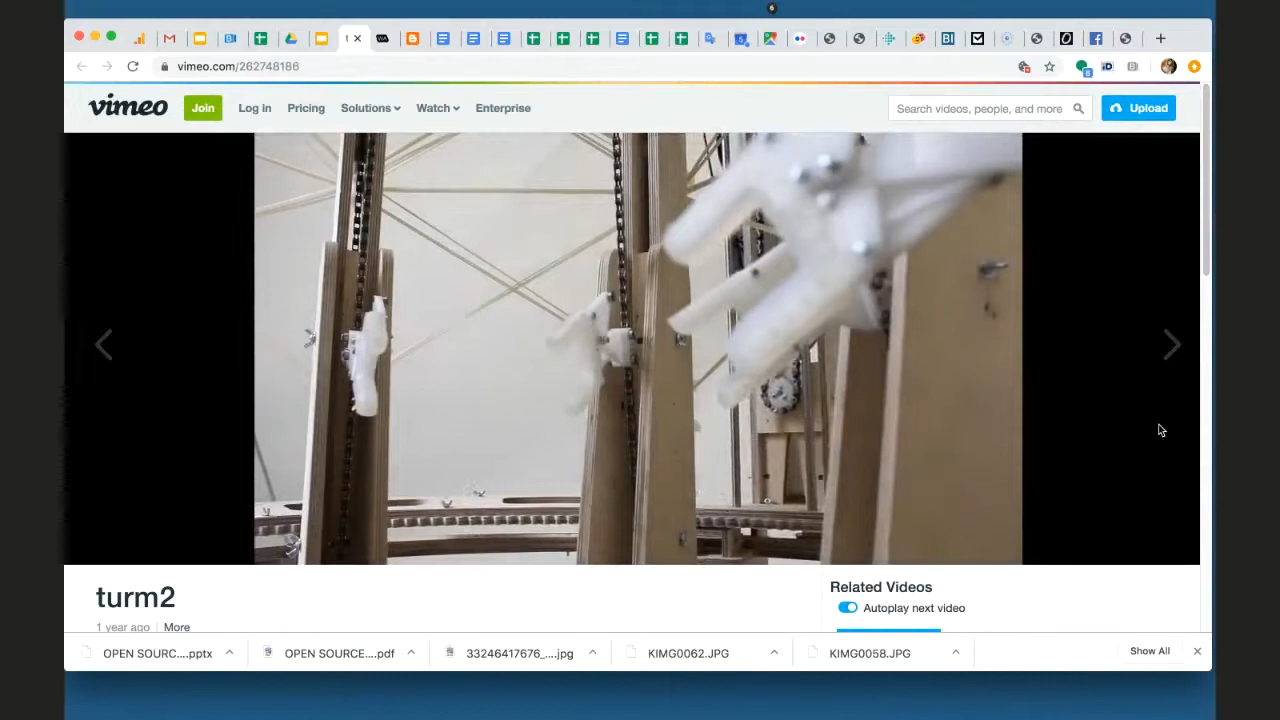 vimeo.com/262748186
vimeo Join Log in Pricing Solutions Watch Enterprise Search videos, people, and more Upload
turm2
1 year ago | More
Related Videos
Autoplay next video
OPEN SOURC....pptx OPEN SOURCE....pdf 33246417676_....jpg KIMG0062.JPG KIMG0058.JPG Show All